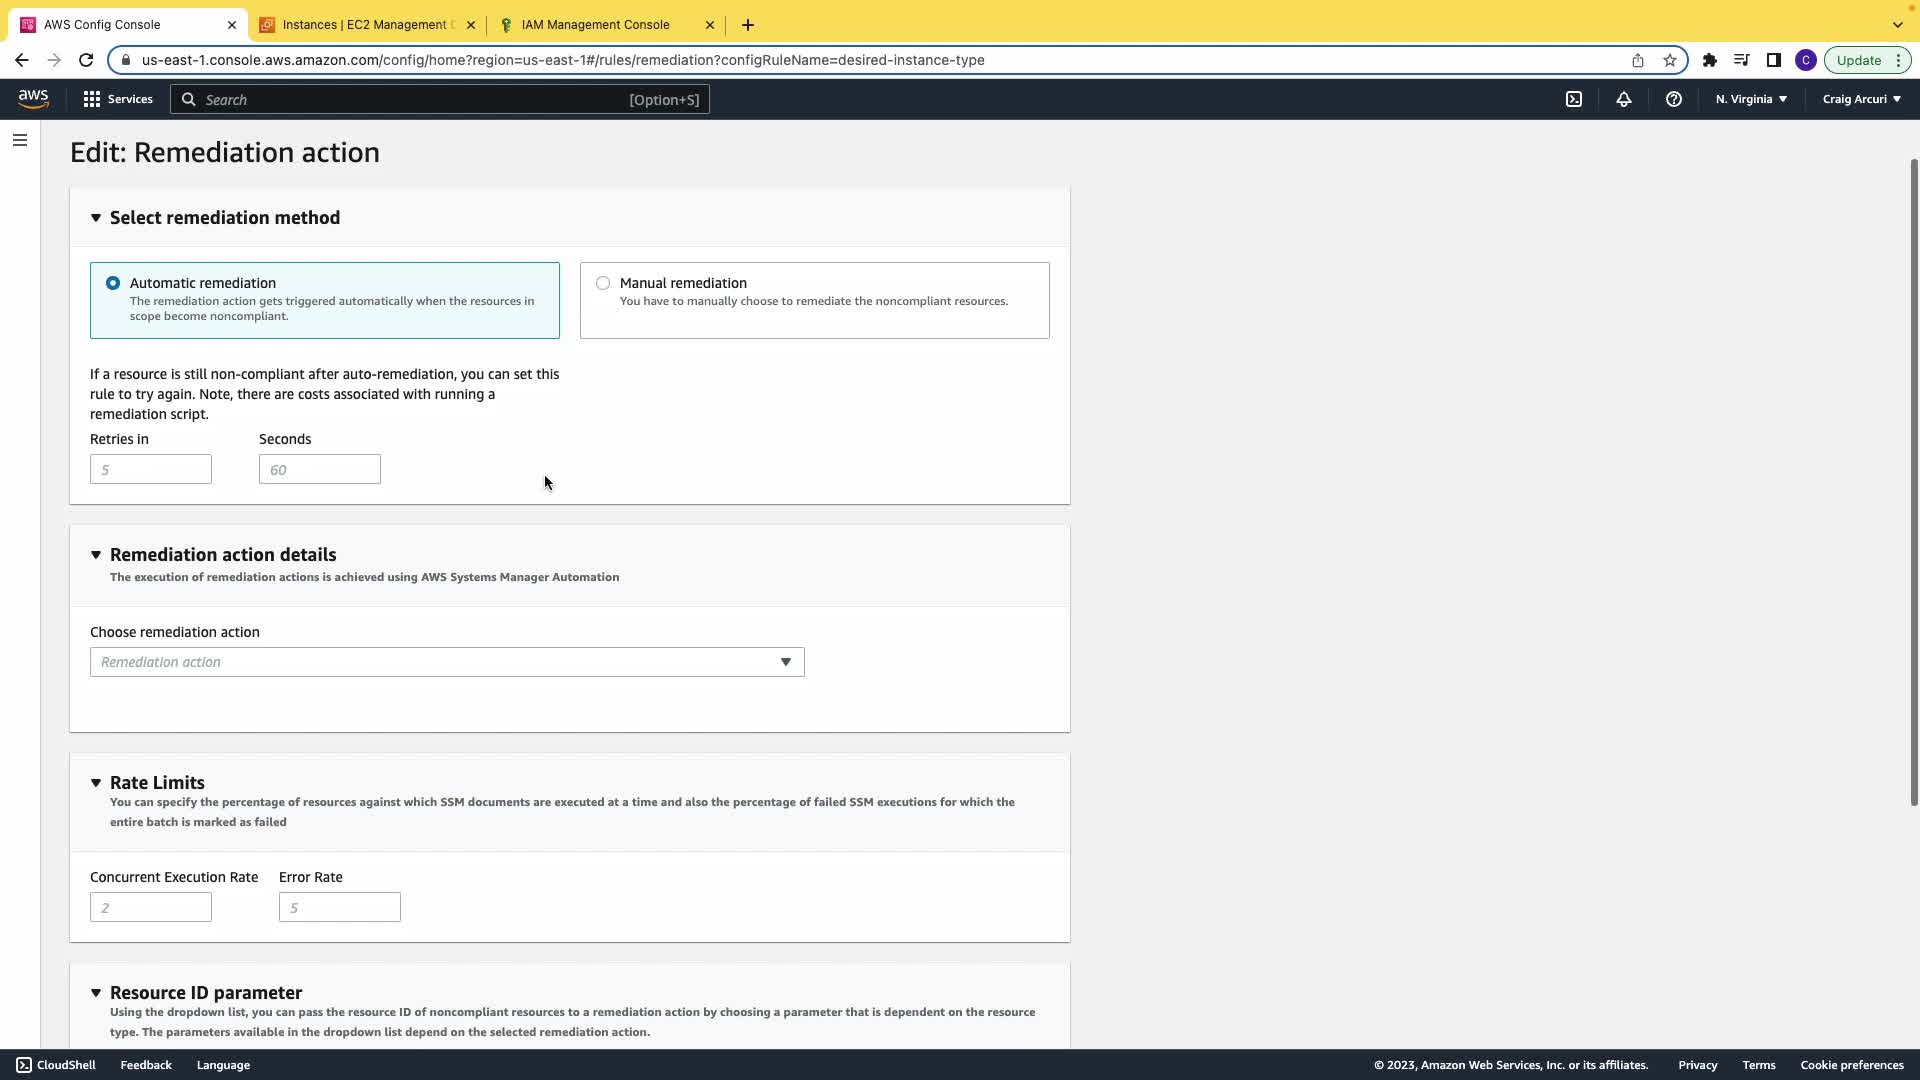 AWS Config Console
Instances | EC2 Management C
IAM Management Console
us-east-1.console.aws.amazon.com/config/home?region=us-east-1#/rules/remediation?configRuleName=desired-instance-type
C
Update
aws
Services
Search
[Option+S]
N. Virginia
Craig Arcuri
Edit: Remediation action
Select remediation method
Automatic remediation
The remediation action gets triggered automatically when the resources in
scope become noncompliant.
Manual remediation
You have to manually choose to remediate the noncompliant resources.
If a resource is still non-compliant after auto-remediation, you can set this
rule to try again. Note, there are costs associated with running a
remediation script.
Retries in
Seconds
5
60
Remediation action details
The execution of remediation actions is achieved using AWS Systems Manager Automation
Choose remediation action
Remediation action
Rate Limits
You can specify the percentage of resources against which SSM documents are executed at a time and also the percentage of failed SSM executions for which the
entire batch is marked as failed
Concurrent Execution Rate
Error Rate
2
5
Resource ID parameter
Using the dropdown list, you can pass the resource ID of noncompliant resources to a remediation action by choosing a parameter that is dependent on the resource
type. The parameters available in the dropdown list depend on the selected remediation action.
CloudShell
Feedback
Language
© 2023, Amazon Web Services, Inc. or its affiliates.
Privacy
Terms
Cookie preferences